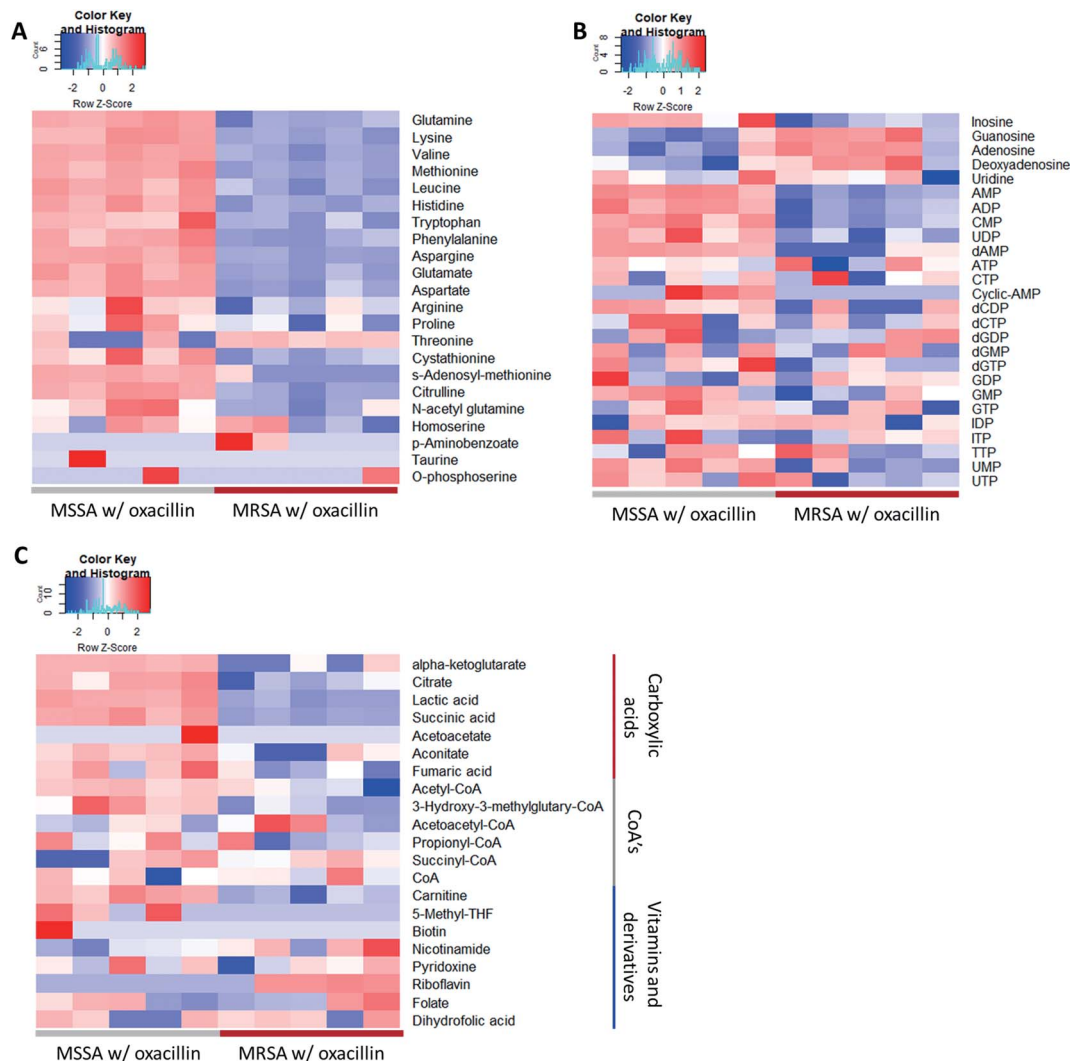 A
Color Key
and Histogram
Count
0 6
-2 0 2
Row Z-Score
Glutamine
Lysine
Valine
Methionine
Leucine
Histidine
Tryptophan
Phenylalanine
Aspargine
Glutamate
Aspartate
Arginine
Proline
Threonine
Cystathionine
s-Adenosyl-methionine
Citrulline
N-acetyl glutamine
Homoserine
p-Aminobenzoate
Taurine
O-phosphoserine
MSSA w/ oxacillin MRSA w/ oxacillin
B
Color Key
and Histogram
Count
0 4 8
-2 0 1 2
Row Z-Score
Inosine
Guanosine
Adenosine
Deoxyadenosine
Uridine
AMP
ADP
CMP
UDP
dAMP
ATP
CTP
Cyclic-AMP
dCDP
dCTP
dGDP
dGMP
dGTP
GDP
GMP
GTP
IDP
ITP
TTP
UMP
UTP
MSSA w/ oxacillin MRSA w/ oxacillin
C
Color Key
and Histogram
Count
0 10
-2 0 2
Row Z-Score
alpha-ketoglutarate
Citrate
Lactic acid
Succinic acid
Acetoacetate
Aconitate
Fumaric acid
Acetyl-CoA
3-Hydroxy-3-methylglutary-CoA
Acetoacetyl-CoA
Propionyl-CoA
Succinyl-CoA
CoA
Carnitine
5-Methyl-THF
Biotin
Nicotinamide
Pyridoxine
Riboflavin
Folate
Dihydrofolic acid
MSSA w/ oxacillin MRSA w/ oxacillin
Carboxylic
acids
CoA's
Vitamins and
derivatives